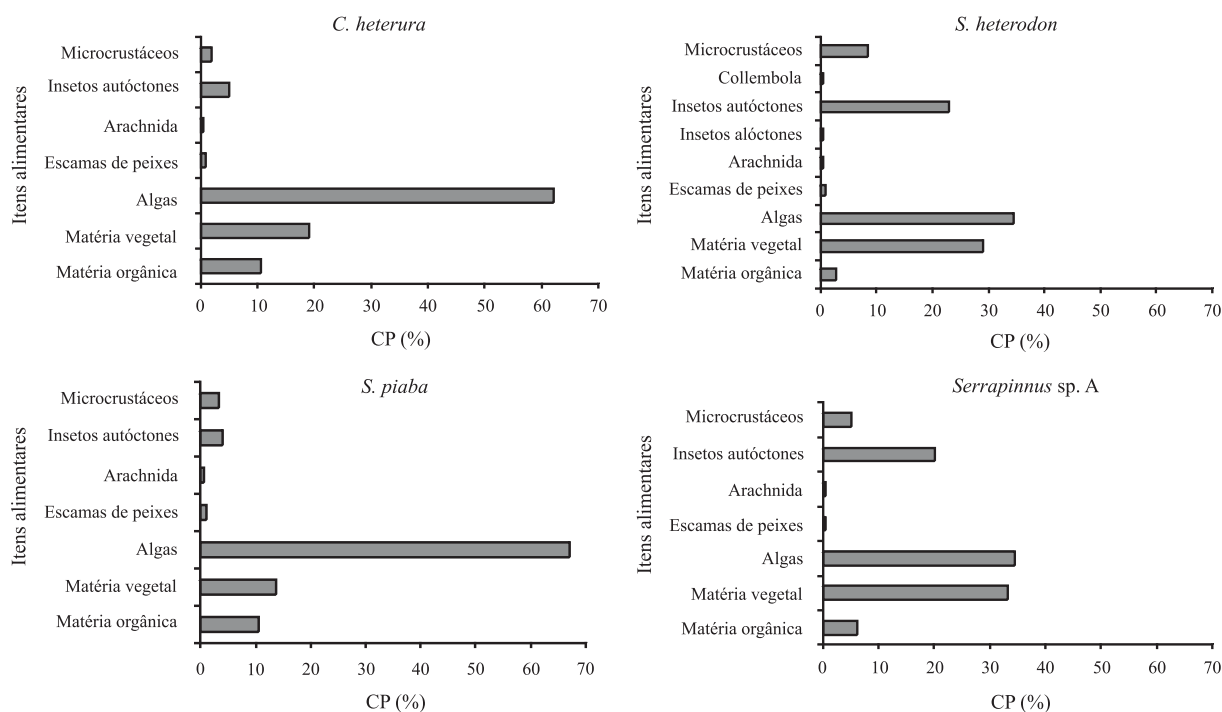 C. heterura
Itens alimentares
Microcrustáceos
Insetos autóctones
Arachnida
Escamas de peixes
Algas
Matéria vegetal
Matéria orgânica
0 10 20 30 40 50 60 70
CP (%)
S. heterodon
Itens alimentares
Microcrustáceos
Collembola
Insetos autóctones
Insetos alóctones
Arachnida
Escamas de peixes
Algas
Matéria vegetal
Matéria orgânica
0 10 20 30 40 50 60 70
CP (%)
S. piaba
Itens alimentares
Microcrustáceos
Insetos autóctones
Arachnida
Escamas de peixes
Algas
Matéria vegetal
Matéria orgânica
0 10 20 30 40 50 60 70
CP (%)
Serrapinnus sp. A
Itens alimentares
Microcrustáceos
Insetos autóctones
Arachnida
Escamas de peixes
Algas
Matéria vegetal
Matéria orgânica
0 10 20 30 40 50 60 70
CP (%)